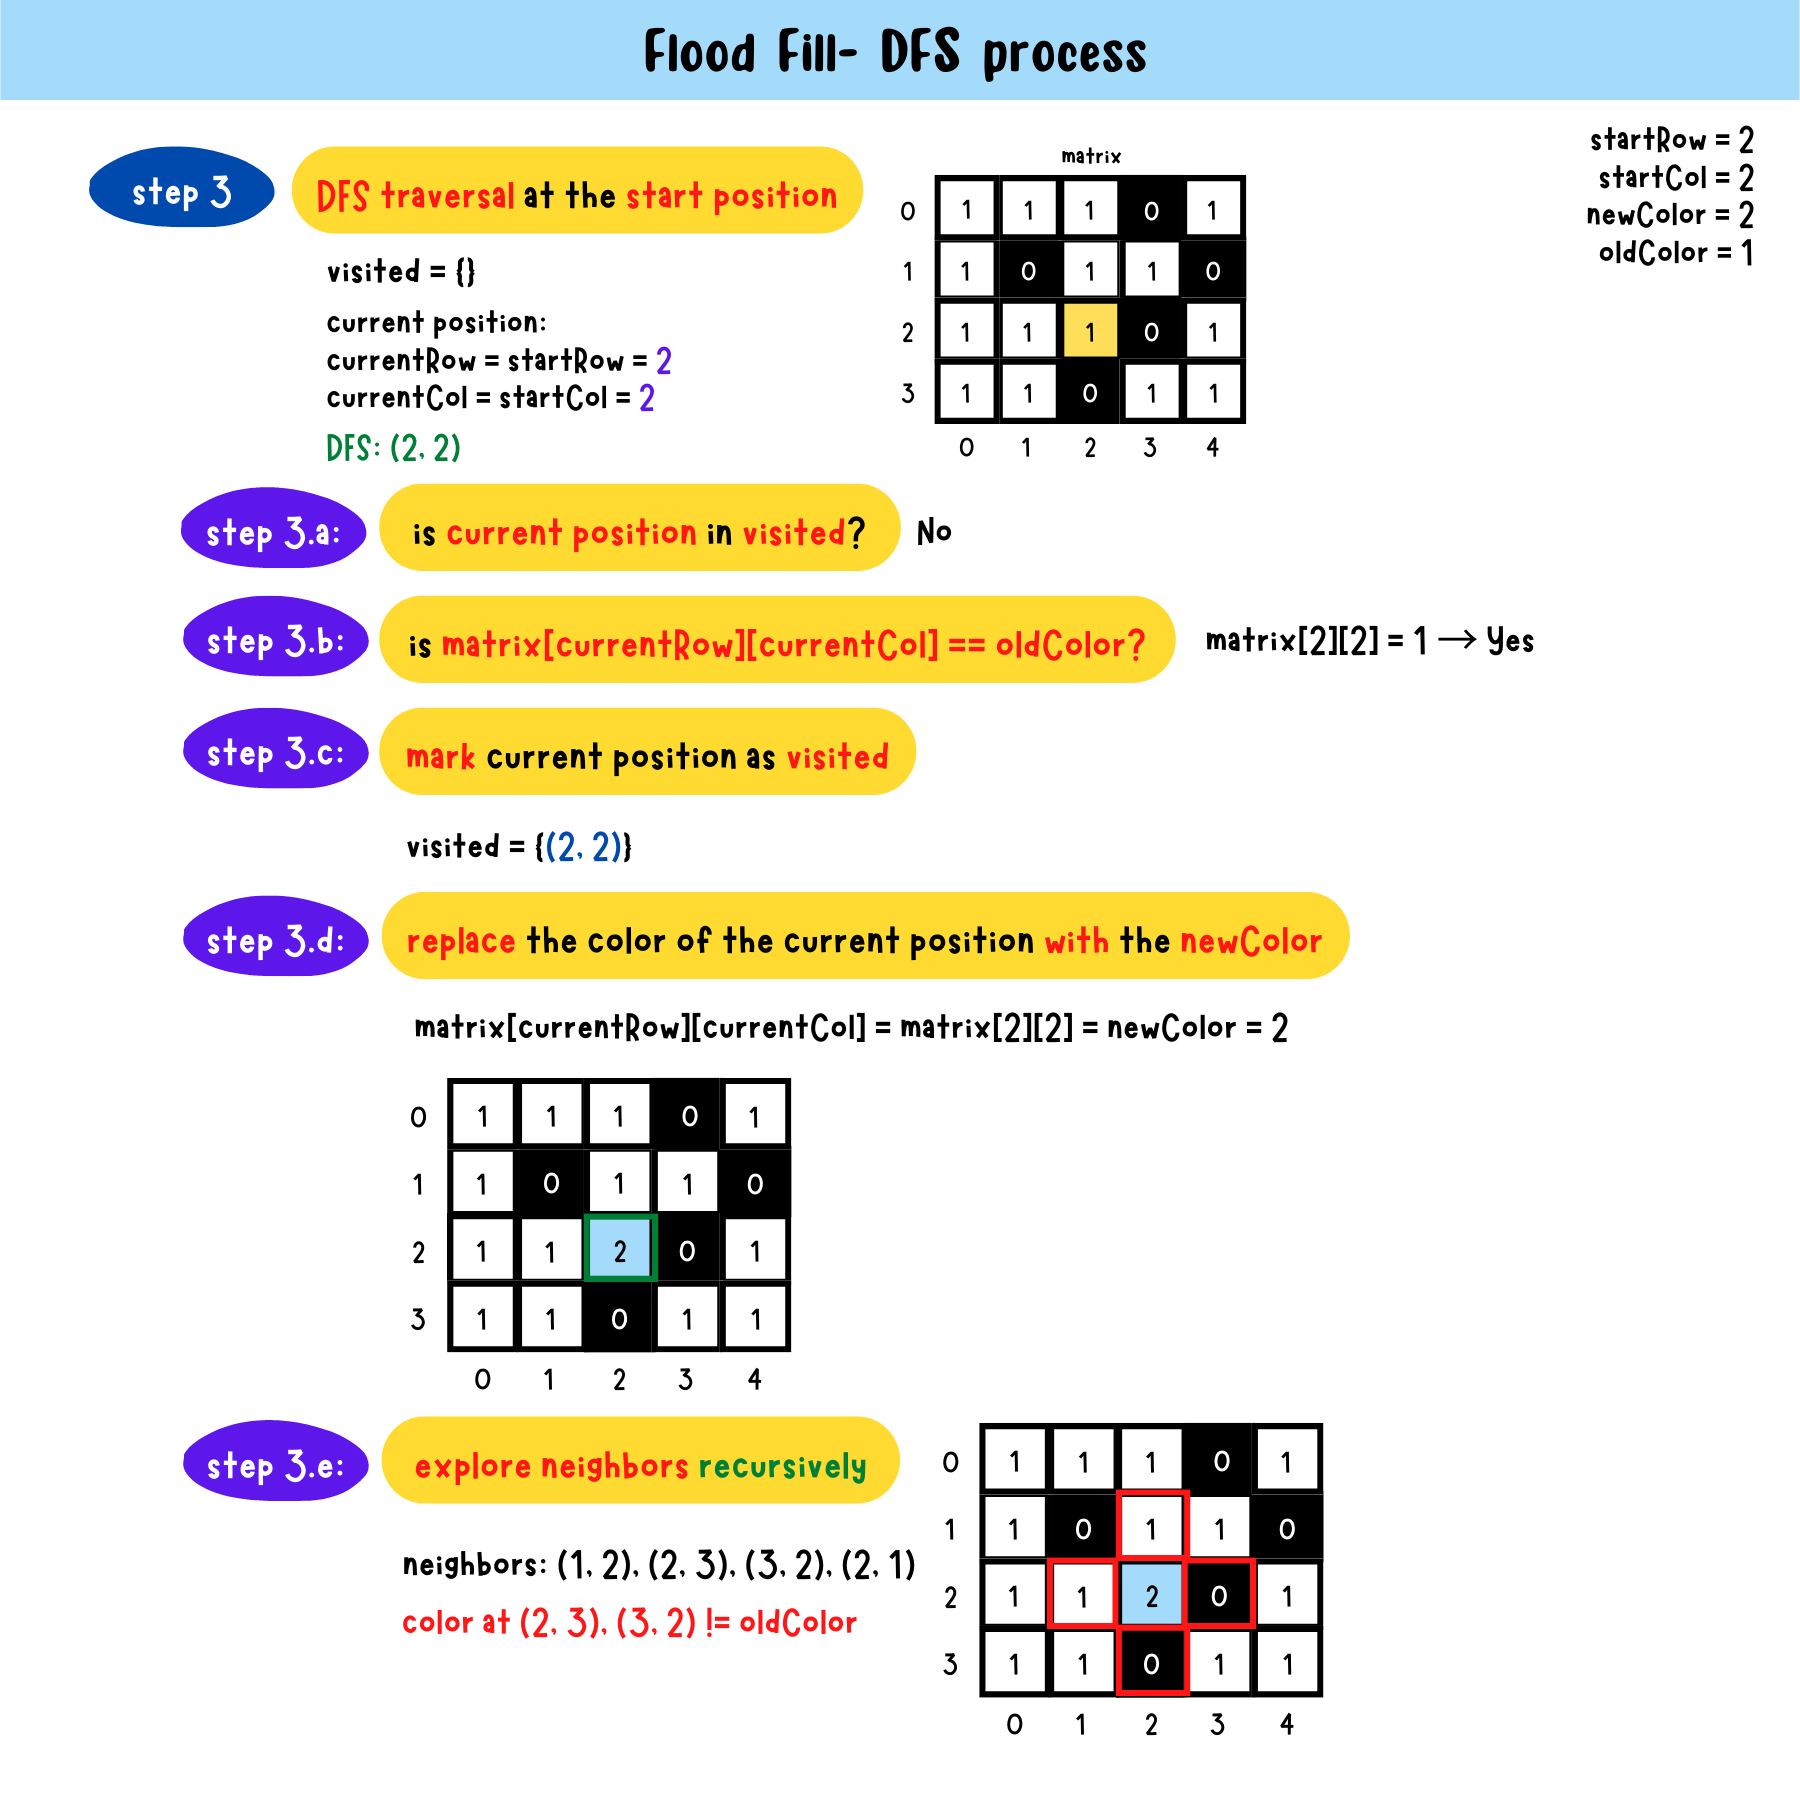 Flood Fill- DFS process
startRow = 2
startCol = 2
newColor = 2
oldColor = 1
step 3
DFS traversal at the start position
visited = {}
current position:
currentRow = startRow = 2
currentCol = startCol = 2
DFS: (2, 2)
matrix
0 1 1 1 0 1
1 1 0 1 1 0
2 1 1 1 0 1
3 1 1 0 1 1
0 1 2 3 4
step 3.a:
is current position in visited?
No
step 3.b:
is matrix[currentRow][currentCol] == oldColor?
matrix[2][2] = 1 → Yes
step 3.c:
mark current position as visited
visited = {(2, 2)}
step 3.d:
replace the color of the current position with the newColor
matrix[currentRow][currentCol] = matrix[2][2] = newColor = 2
0 1 1 1 0 1
1 1 0 1 1 0
2 1 1 2 0 1
3 1 1 0 1 1
0 1 2 3 4
step 3.e:
explore neighbors recursively
neighbors: (1, 2), (2, 3), (3, 2), (2, 1)
color at (2, 3), (3, 2) != oldColor
0 1 1 1 0 1
1 1 0 1 1 0
2 1 1 2 0 1
3 1 1 0 1 1
0 1 2 3 4